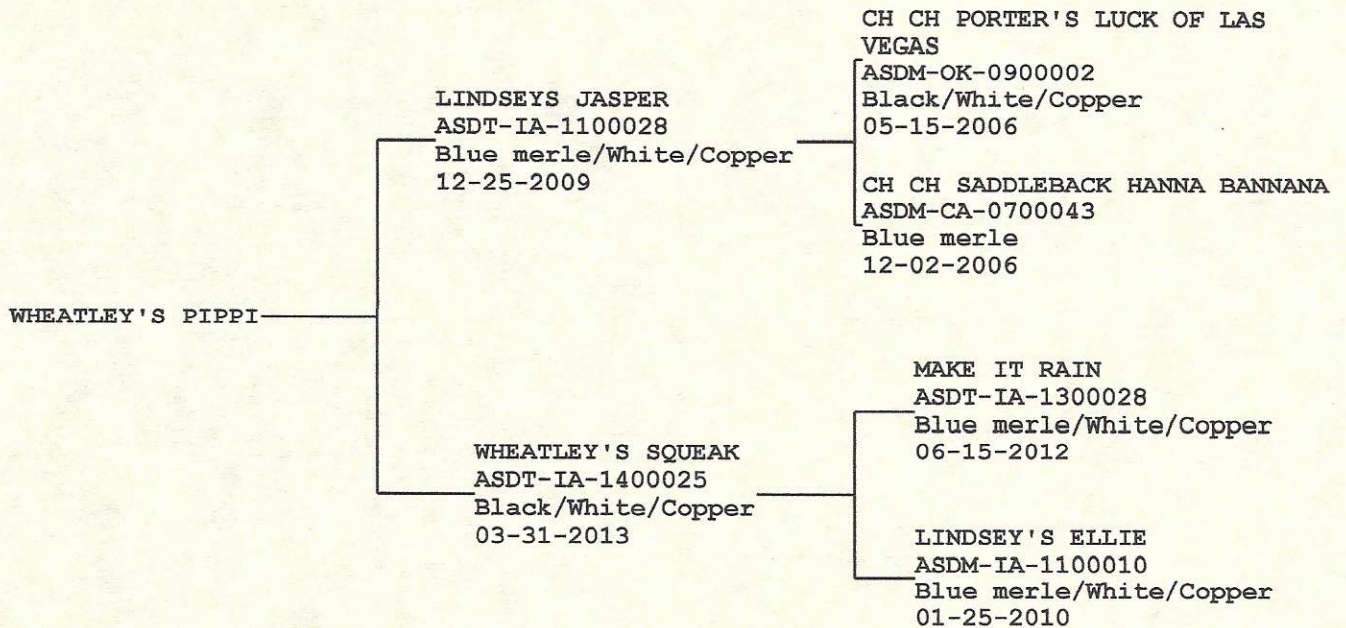 CH CH PORTER'S LUCK OF LAS
VEGAS
ASDM-OK-0900002
Black/White/Copper
05-15-2006
LINDSEYS JASPER
ASDT-IA-1100028
Blue merle/White/Copper
12-25-2009
CH CH SADDLEBACK HANNA BANNANA
ASDM-CA-0700043
Blue merle
12-02-2006
WHEATLEY'S PIPPI
MAKE IT RAIN
ASDT-IA-1300028
Blue merle/White/Copper
06-15-2012
WHEATLEY'S SQUEAK
ASDT-IA-1400025
Black/White/Copper
03-31-2013
LINDSEY'S ELLIE
ASDM-IA-1100010
Blue merle/White/Copper
01-25-2010